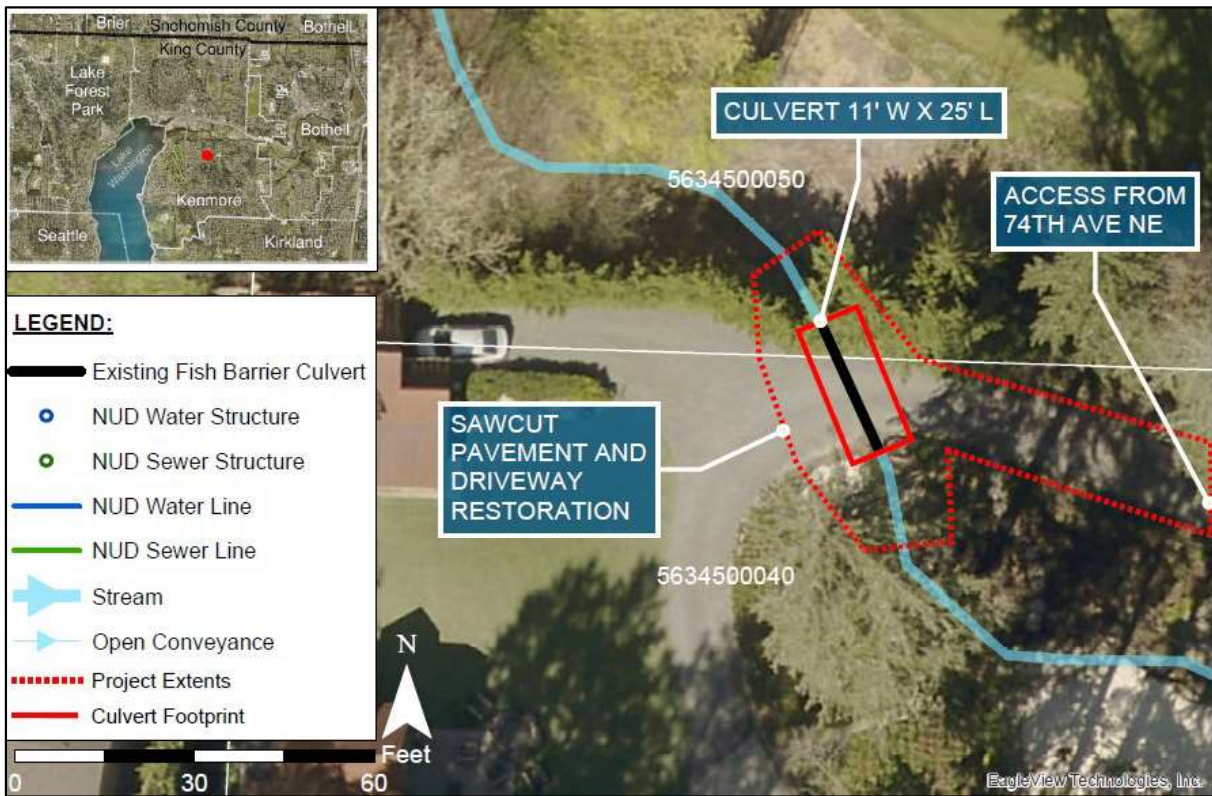 Brier
Snohomish County
Bothell
King County
Lake
Forest
Park
Bothell
Lake
Washington
Kenmore
Seattle
Kirkland
CULVERT 11' W X 25' L
5634500050
ACCESS FROM
74TH AVE NE
LEGEND:
Existing Fish Barrier Culvert
NUD Water Structure
NUD Sewer Structure
NUD Water Line
NUD Sewer Line
Stream
Open Conveyance
Project Extents
Culvert Footprint
SAWCUT
PAVEMENT AND
DRIVEWAY
RESTORATION
5634500040
N
Feet
0 30 60
EagleView Technologies, Inc.